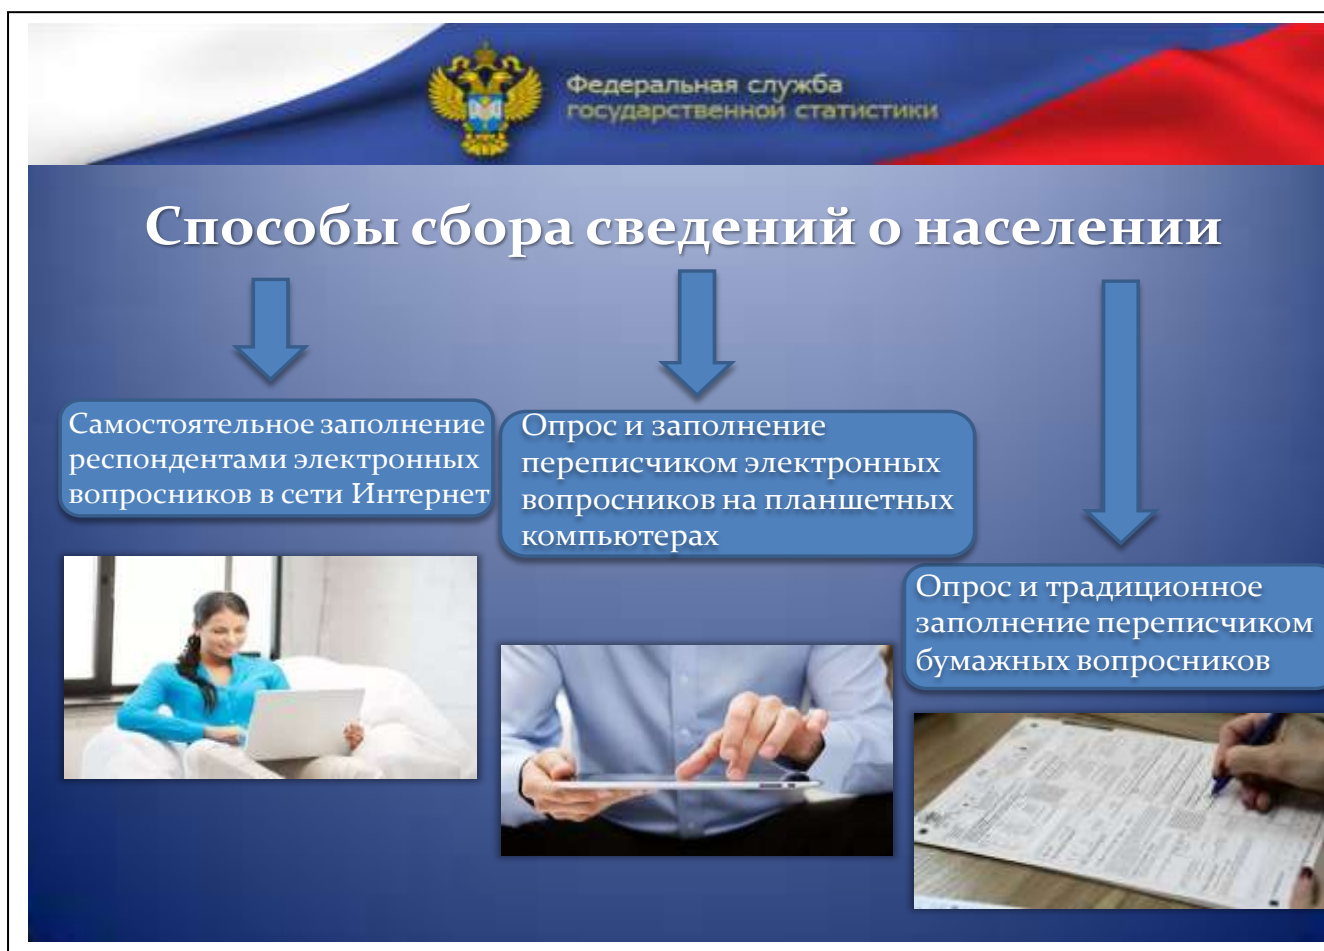 Федеральная служба
государственной статистики
Способы сбора сведений о населении
Самостоятельное заполнение
респондентами электронных
вопросников в сети Интернет
Опрос и заполнение
переписчиком электронных
вопросников на планшетных
компьютерах
Опрос и традиционное
заполнение переписчиком
бумажных вопросников